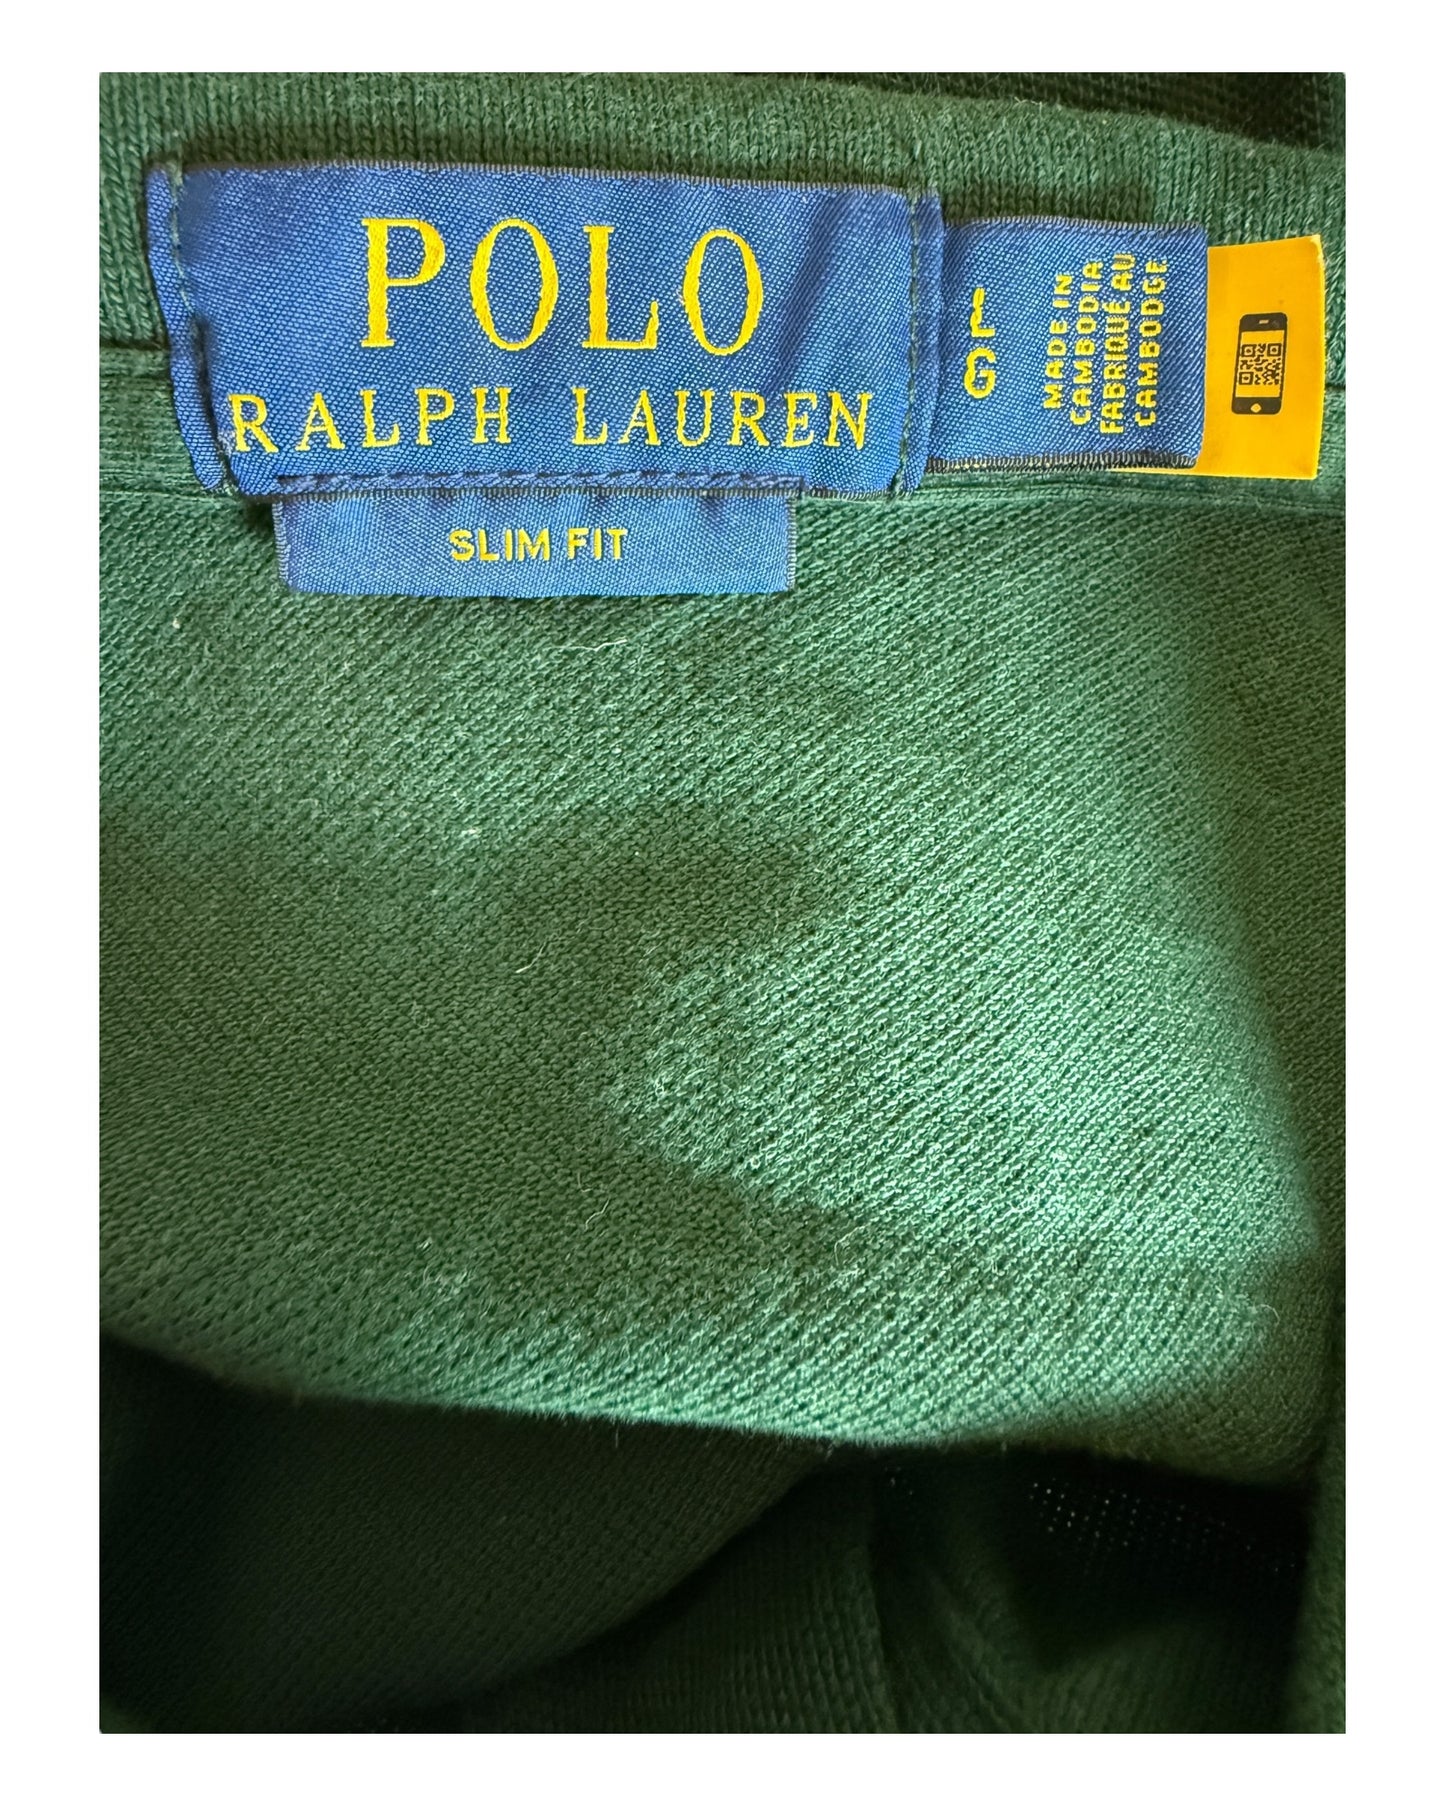 POLO
RALPH LAUREN
SLIM FIT
L
G
MADE IN
CAMBODIA
FABRIQUÉ AU
CAMBODGE